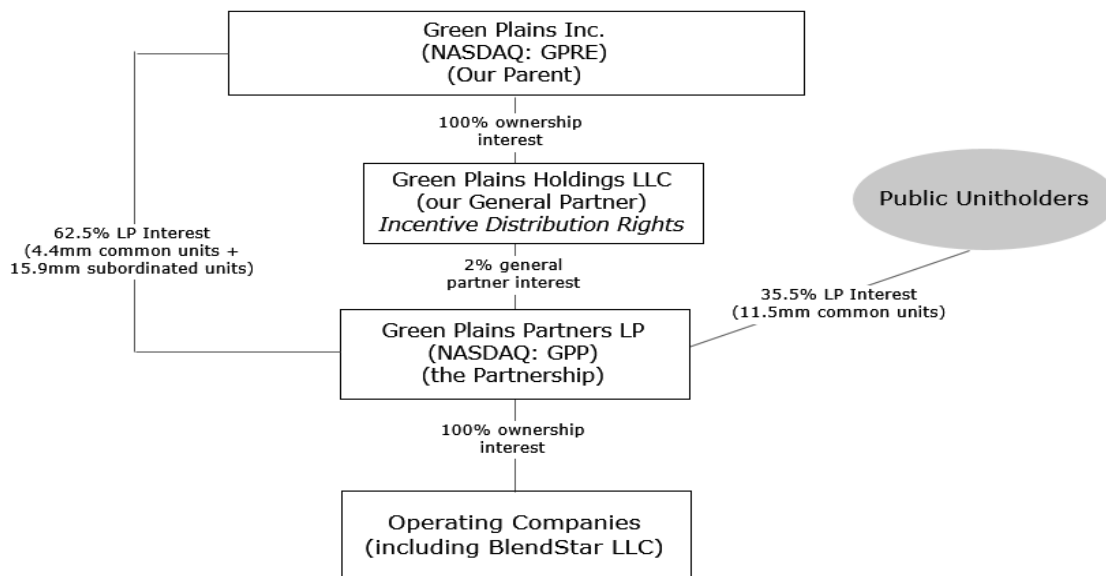 Green Plains Inc.
(NASDAQ: GPRE)
(Our Parent)
100% ownership
interest
Green Plains Holdings LLC
(our General Partner)
Incentive Distribution Rights
Public Unitholders
62.5% LP Interest
(4.4mm common units +
15.9mm subordinated units)
2% general
partner interest
35.5% LP Interest
(11.5mm common units)
Green Plains Partners LP
(NASDAQ: GPP)
(the Partnership)
100% ownership
interest
Operating Companies
(including BlendStar LLC)